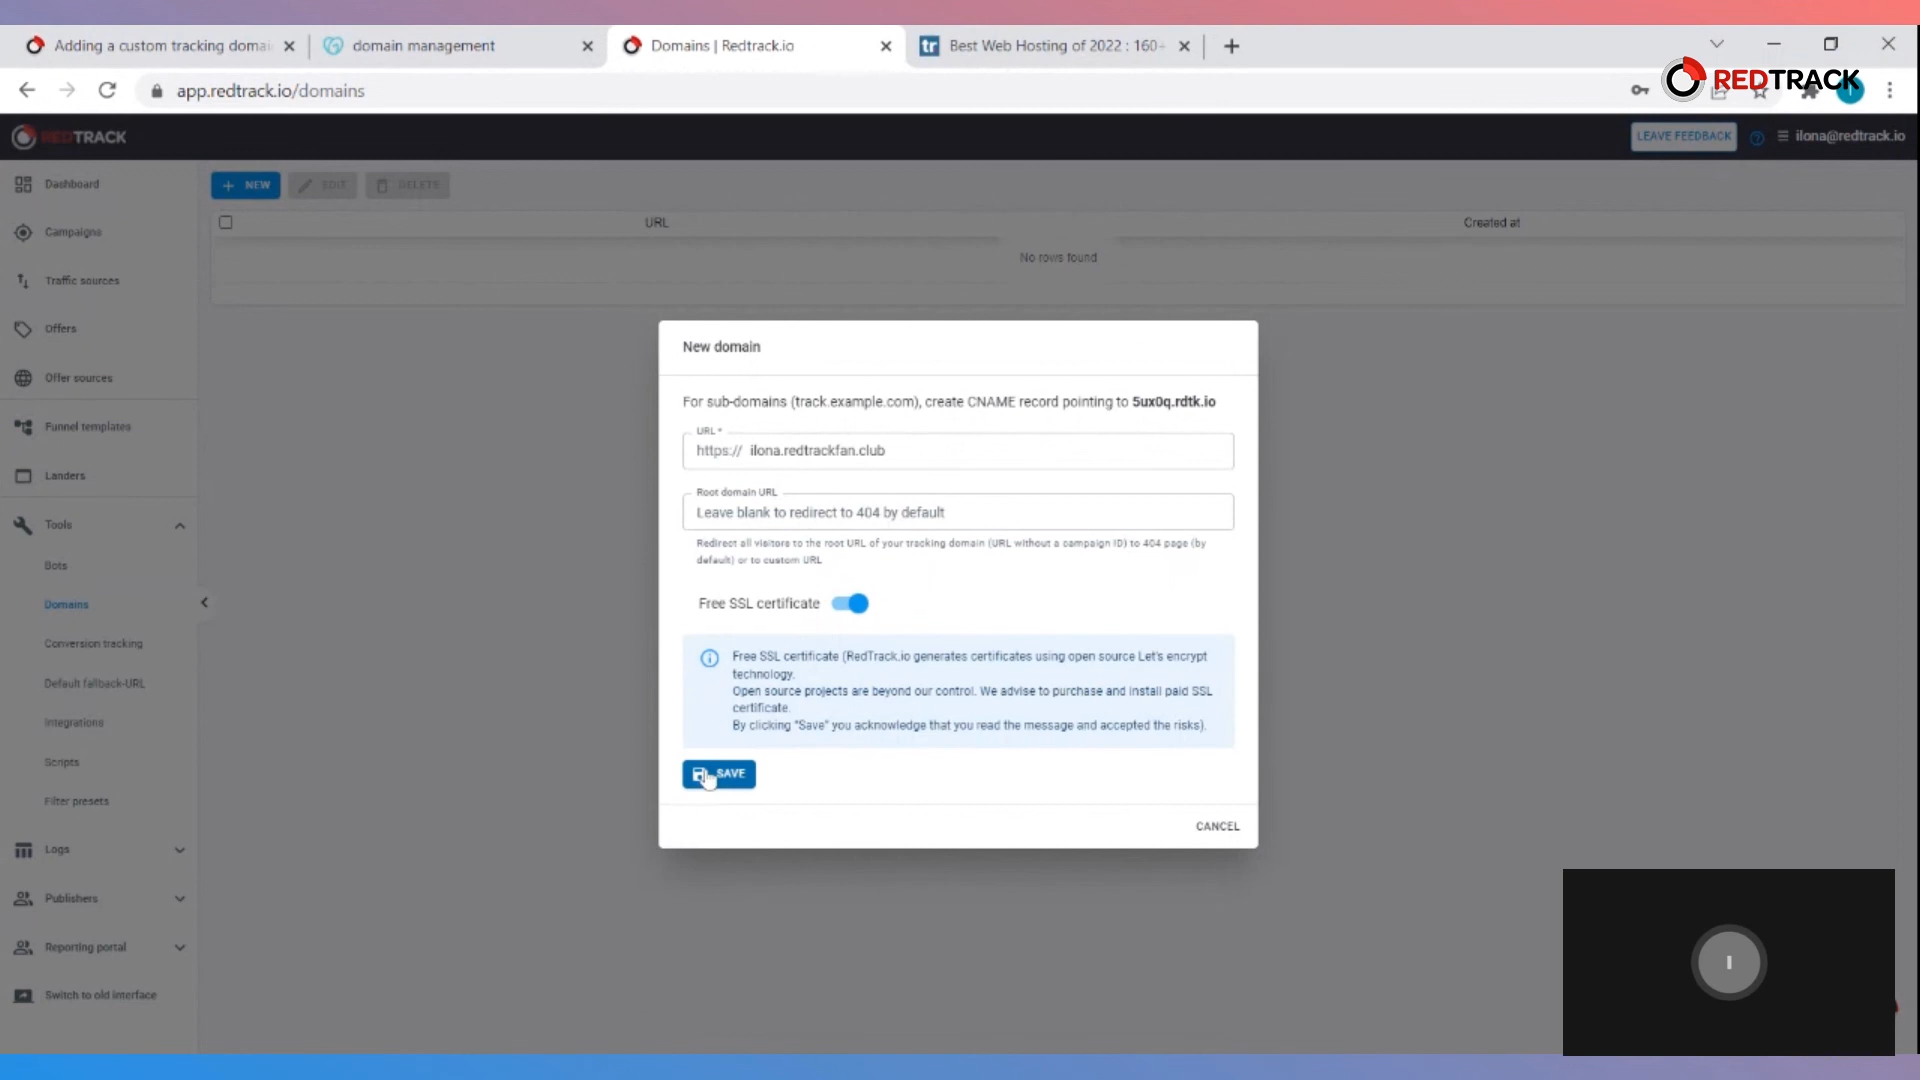 Adding a custom tracking domai
domain management
Domains | Redtrack.io
Best Web Hosting of 2022 : 160+
app.redtrack.io/domains
REDTRACK
REDTRACK
LEAVE FEEDBACK
ilona@redtrack.io
Dashboard
Campaigns
Traffic sources
Offers
Offer sources
Funnel templates
Landers
Tools
Bots
Domains
Conversion tracking
Default fallback-URL
Integrations
Scripts
Filter presets
Logs
Publishers
Reporting portal
Switch to old interface
NEW
EDIT
DELETE
URL
Created at
No rows found
New domain
For sub-domains (track.example.com), create CNAME record pointing to 5ux0q.rdtk.io
URL *
https:// ilona.redtrackfan.club
Root domain URL
Leave blank to redirect to 404 by default
Redirect all visitors to the root URL of your tracking domain (URL without a campaign ID) to 404 page (by
default) or to custom URL
Free SSL certificate
Free SSL certificate (RedTrack.io generates certificates using open source Let's encrypt
technology.
Open source projects are beyond our control. We advise to purchase and install paid SSL
certificate.
By clicking "Save" you acknowledge that you read the message and accepted the risks).
SAVE
CANCEL
I